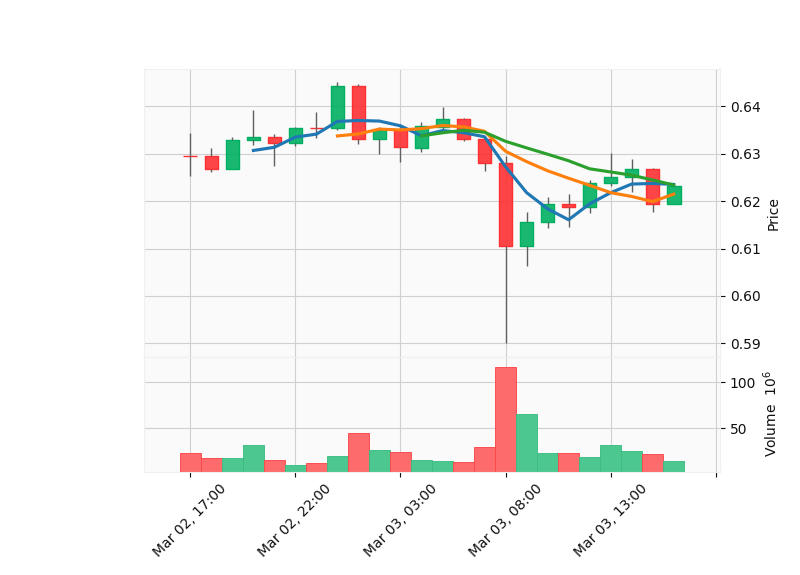 0.64
0.63
0.62
0.61
0.60
0.59
Price
100
50
Volume 10^6
Mar 02, 17:00
Mar 02, 22:00
Mar 03, 03:00
Mar 03, 08:00
Mar 03, 13:00